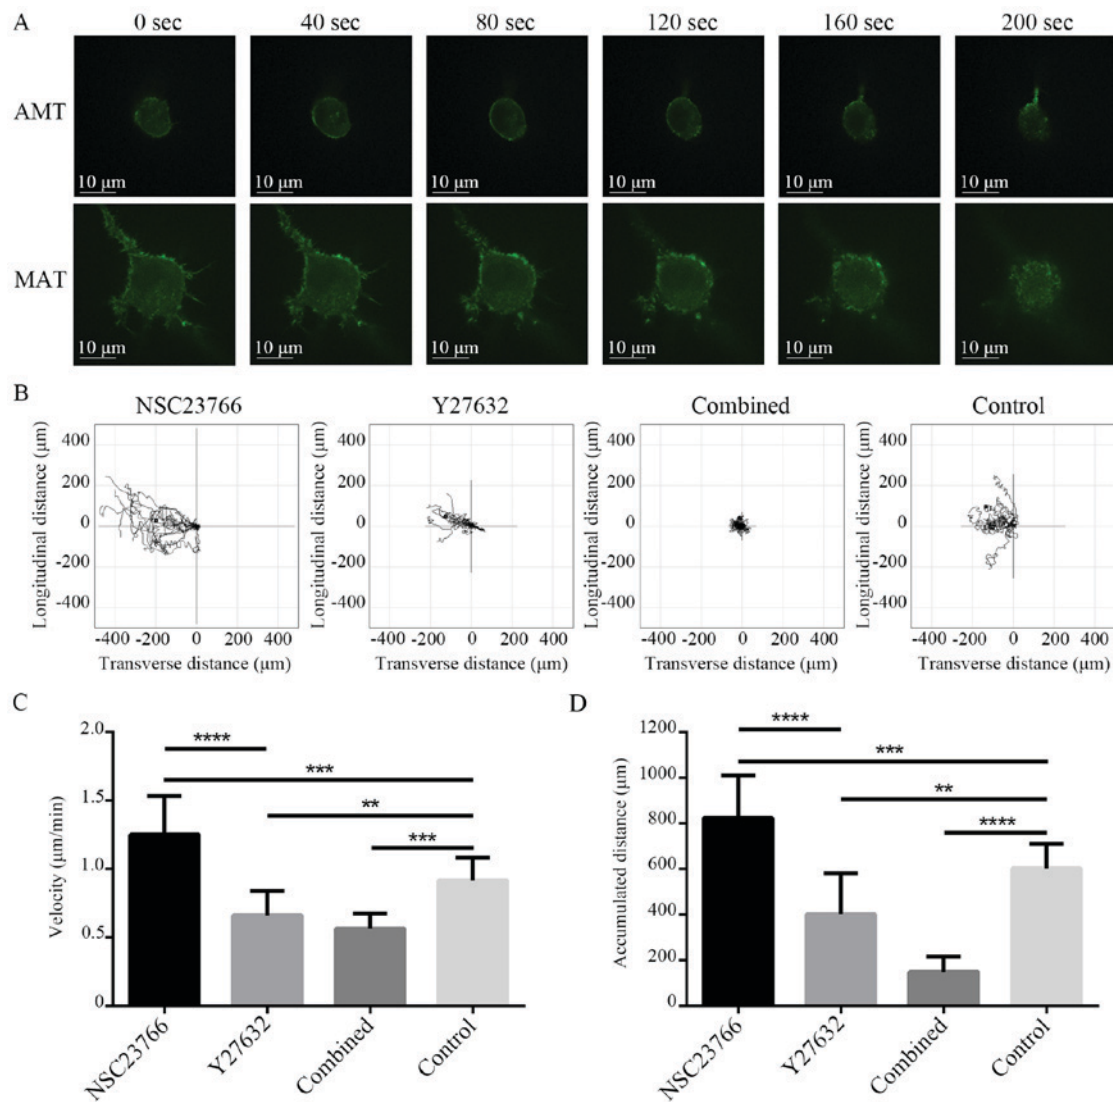 A
0 sec 40 sec 80 sec 120 sec 160 sec 200 sec
AMT
10 μm 10 μm 10 μm 10 μm 10 μm 10 μm
MAT
10 μm 10 μm 10 μm 10 μm 10 μm 10 μm
B
NSC23766 Y27632 Combined Control
Longitudinal distance (μm)
400
200
0
-200
-400
-400 -200 0 200 400
Transverse distance (μm)
Longitudinal distance (μm)
400
200
0
-200
-400
-400 -200 0 200 400
Transverse distance (μm)
Longitudinal distance (μm)
400
200
0
-200
-400
-400 -200 0 200 400
Transverse distance (μm)
Longitudinal distance (μm)
400
200
0
-200
-400
-400 -200 0 200 400
Transverse distance (μm)
C
Velocity (μm/min)
2.0
1.5
1.0
0.5
0
****
***
**
***
NSC23766 Y27632 Combined Control
D
Accumulated distance (μm)
1200
1000
800
600
400
200
0
****
***
**
****
NSC23766 Y27632 Combined Control